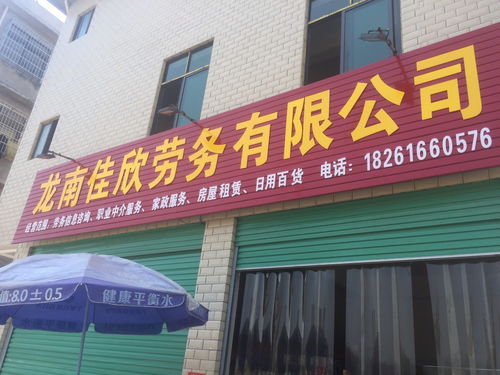 龙南佳欣劳务有限公司
经营范围：劳务信息咨询、职业中介服务、家政服务、房屋租赁、日用百货 电话：18261660576
值:8.0±0.5
健康平衡水